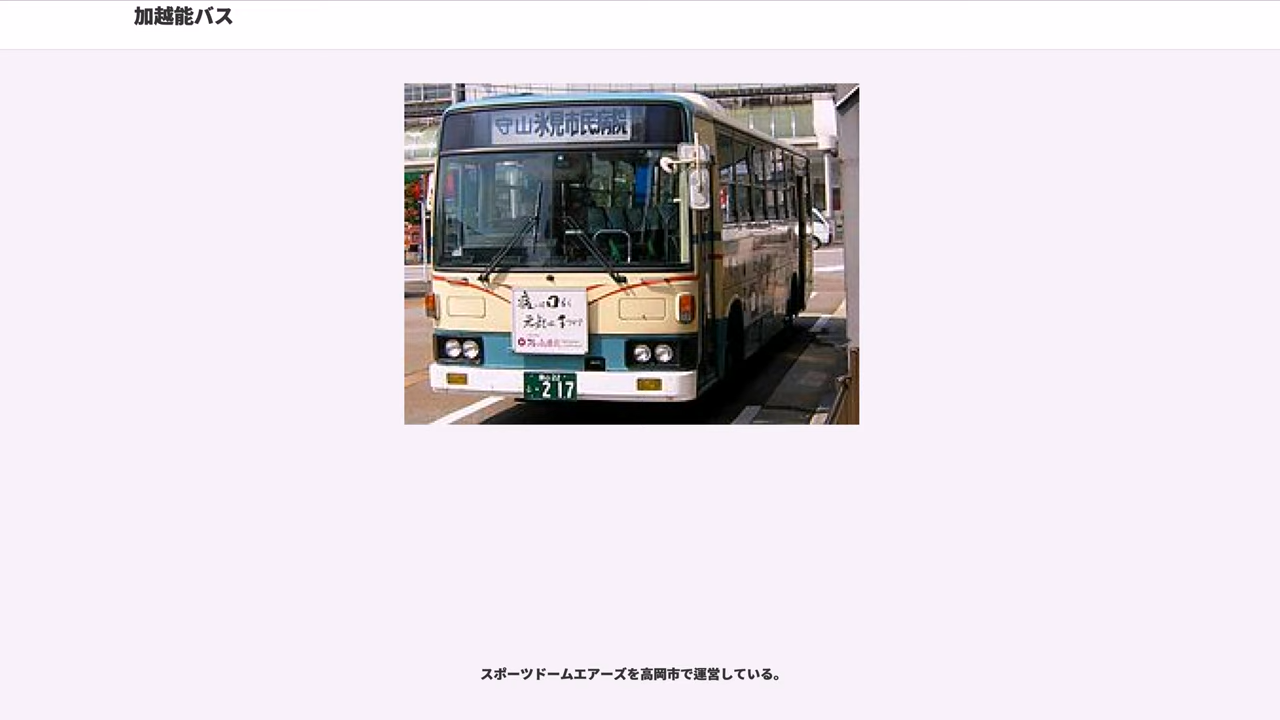 加越能バス
守山 氷見市民病院
217
スポーツドームエアーズを高岡市で運営している。